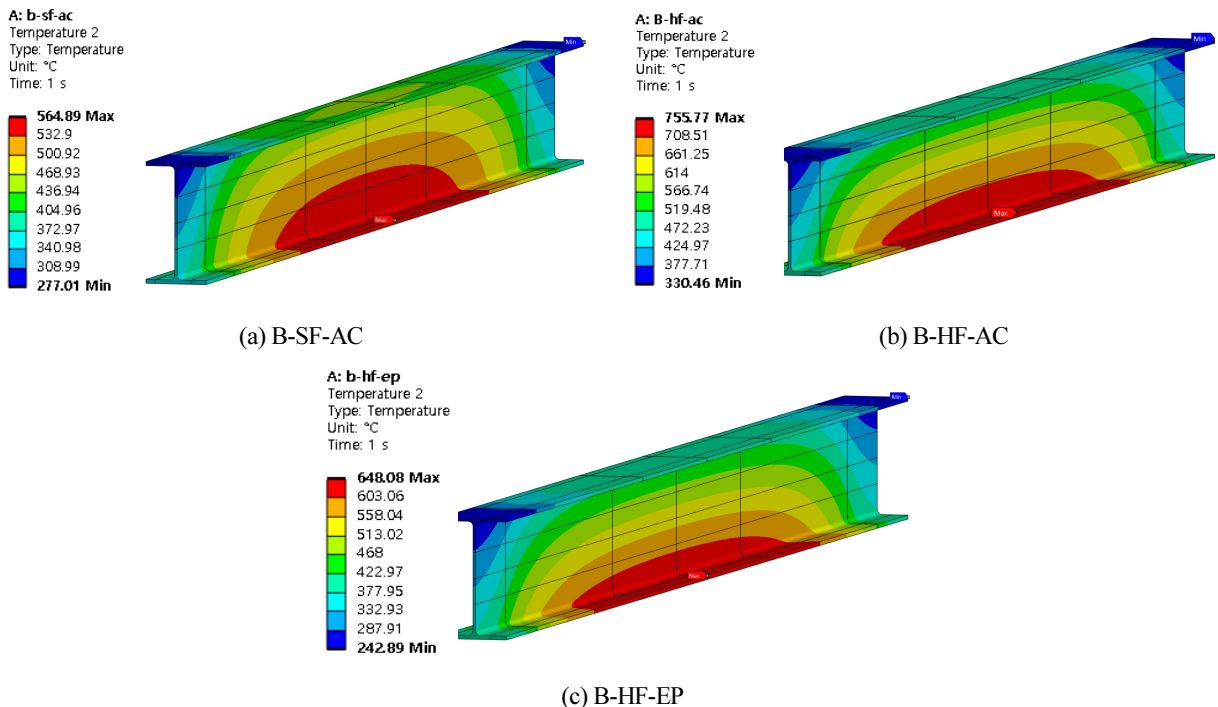 A: b-sf-ac
Temperature 2
Type: Temperature
Unit: °C
Time: 1 s
564.89 Max
532.9
500.92
468.93
436.94
404.96
372.97
340.98
308.99
277.01 Min
Min
Max
(a) B-SF-AC
A: B-hf-ac
Temperature 2
Type: Temperature
Unit: °C
Time: 1 s
755.77 Max
708.51
661.25
614
566.74
519.48
472.23
424.97
377.71
330.46 Min
Min
Max
(b) B-HF-AC
A: b-hf-ep
Temperature 2
Type: Temperature
Unit: °C
Time: 1 s
648.08 Max
603.06
558.04
513.02
468
422.97
377.95
332.93
287.91
242.89 Min
Min
Max
(c) B-HF-EP